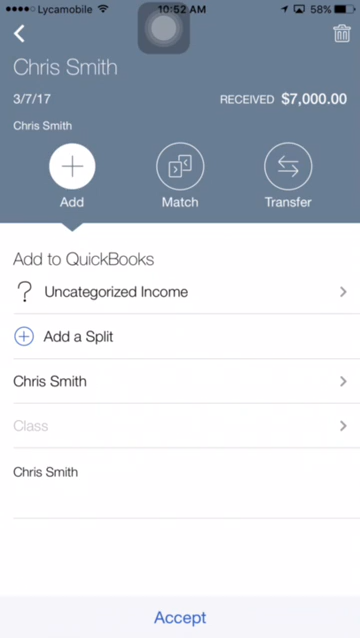 Lycamobile 10:52 AM 58%
Chris Smith
3/7/17 RECEIVED $7,000.00
Chris Smith
Add Match Transfer
Add to QuickBooks
? Uncategorized Income
Add a Split
Chris Smith
Class
Chris Smith
Accept